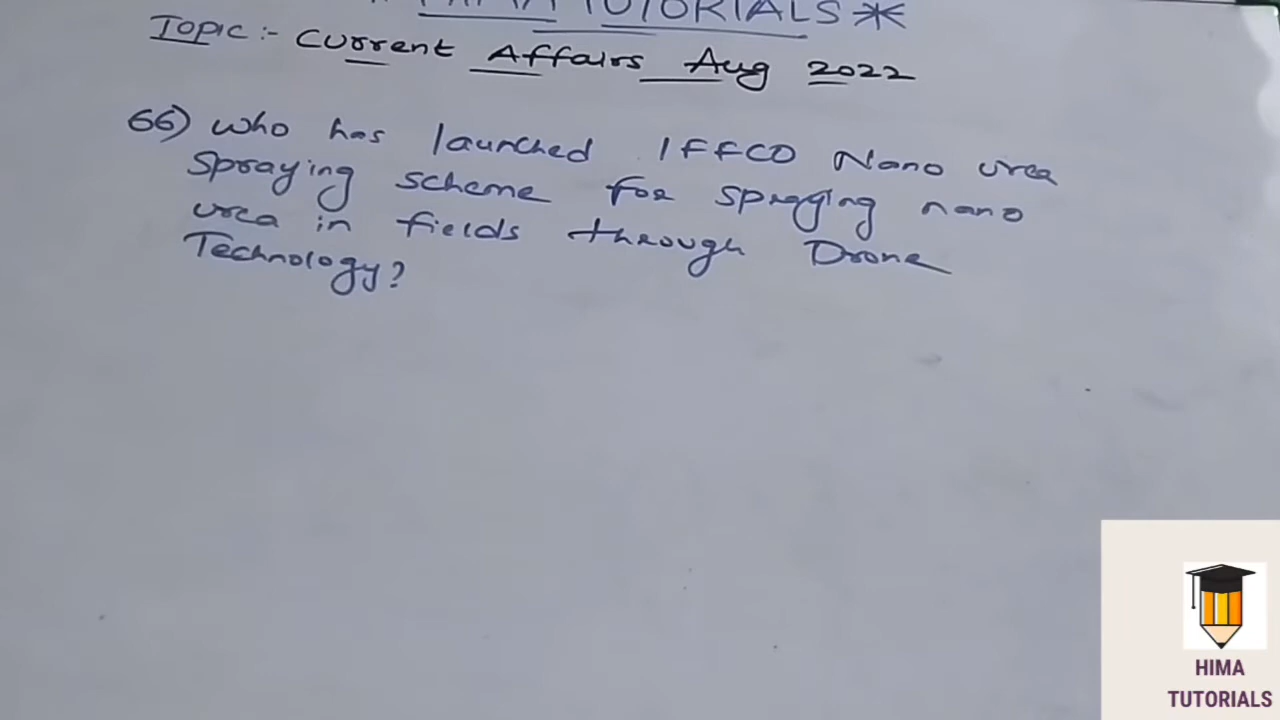 HIMA TUTORIALS *
Topic :- Current Affairs Aug 2022
66) Who has launched IFFCO Nano urea
Spraying scheme for spraying nano
urea in fields through Drone
Technology?
HIMA
TUTORIALS